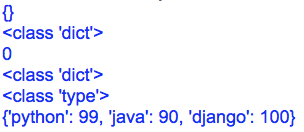 {}
<class 'dict'>
0
<class 'dict'>
<class 'type'>
{'python': 99, 'java': 90, 'django': 100}